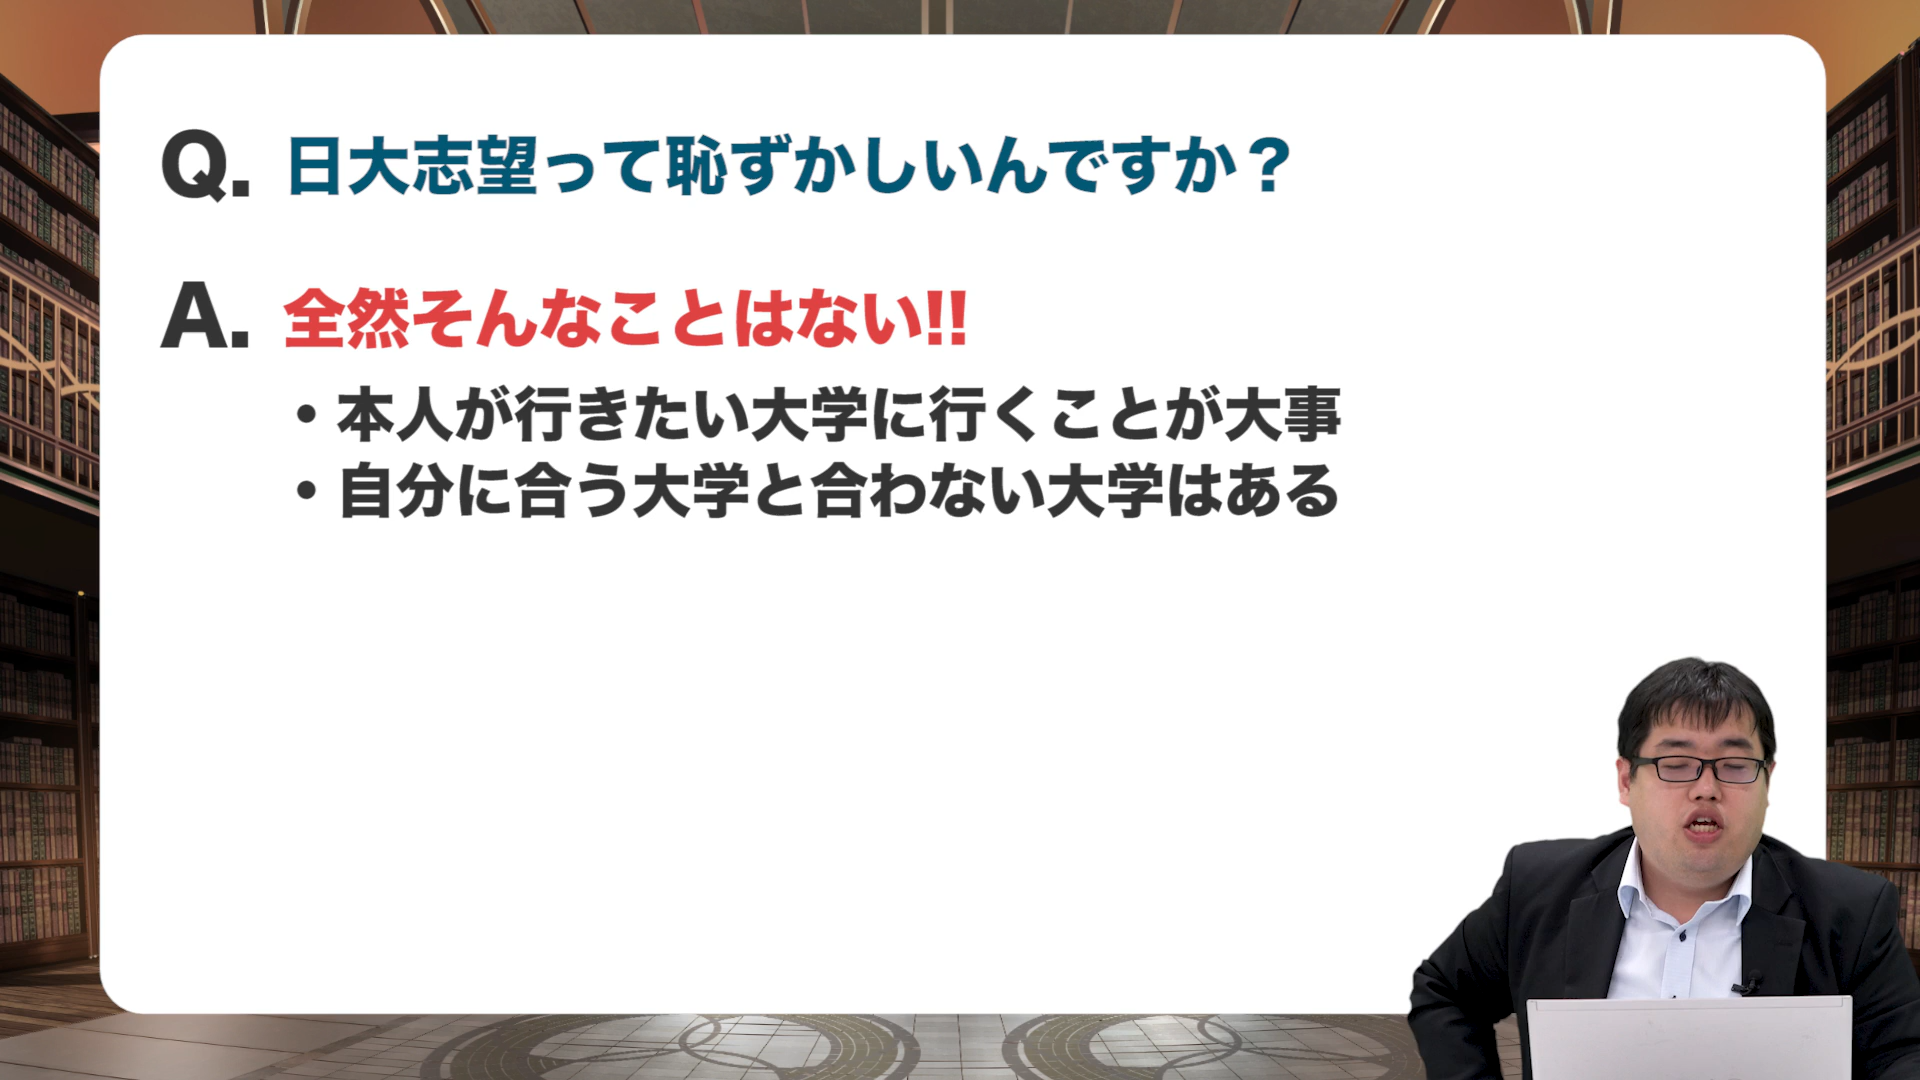 Q. 日大志望って恥ずかしいんですか？
A. 全然そんなことはない!!
・本人が行きたい大学に行くことが大事
・自分に合う大学と合わない大学はある